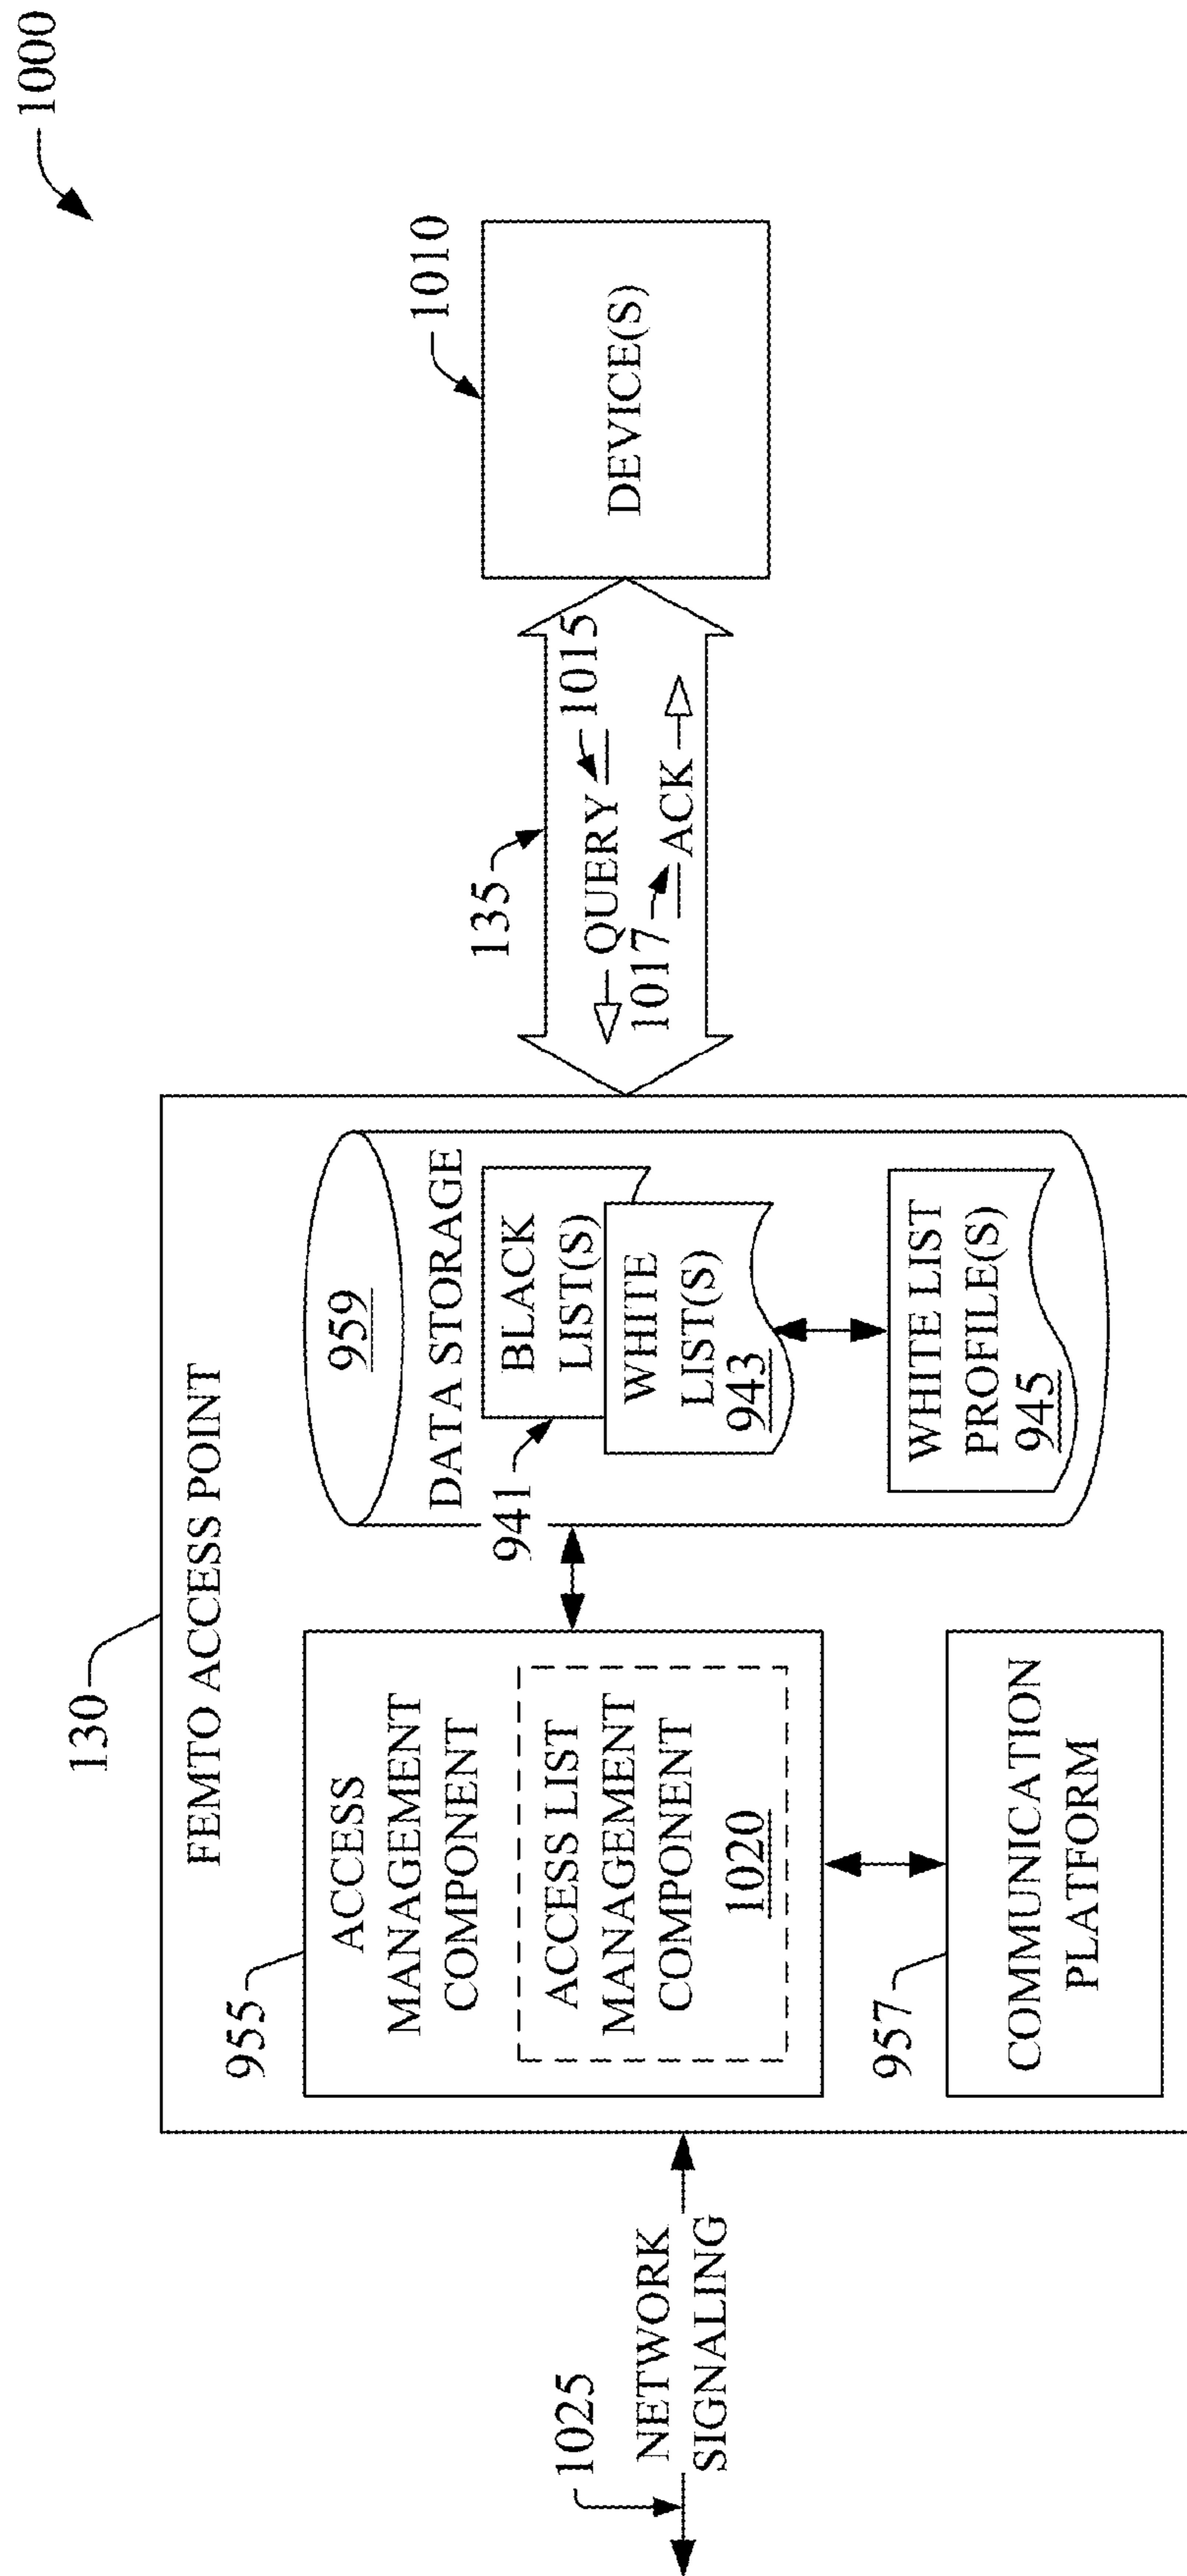 1000
130
FEMTO ACCESS POINT
955
ACCESS
MANAGEMENT
COMPONENT
ACCESS LIST
MANAGEMENT
COMPONENT
1020
957
COMMUNICATION
PLATFORM
959
DATA STORAGE
941
BLACK
LIST(S)
WHITE
LIST(S)
943
WHITE LIST
PROFILE(S)
945
135
QUERY
1015
1017
ACK
1010
DEVICE(S)
1025
NETWORK
SIGNALING